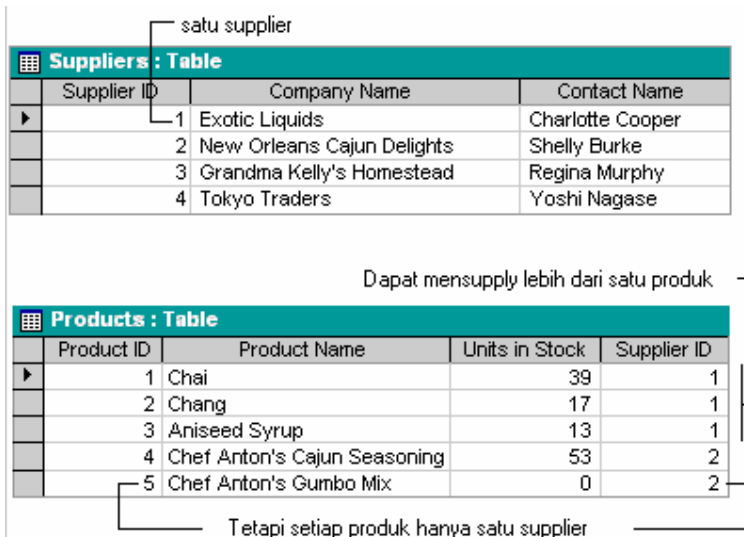 satu supplier
Suppliers : Table
Supplier ID Company Name Contact Name
1 Exotic Liquids Charlotte Cooper
2 New Orleans Cajun Delights Shelly Burke
3 Grandma Kelly's Homestead Regina Murphy
4 Tokyo Traders Yoshi Nagase
Dapat mensupply lebih dari satu produk
Products : Table
Product ID Product Name Units in Stock Supplier ID
1 Chai 39 1
2 Chang 17 1
3 Aniseed Syrup 13 1
4 Chef Anton's Cajun Seasoning 53 2
5 Chef Anton's Gumbo Mix 0 2
Tetapi setiap produk hanya satu supplier